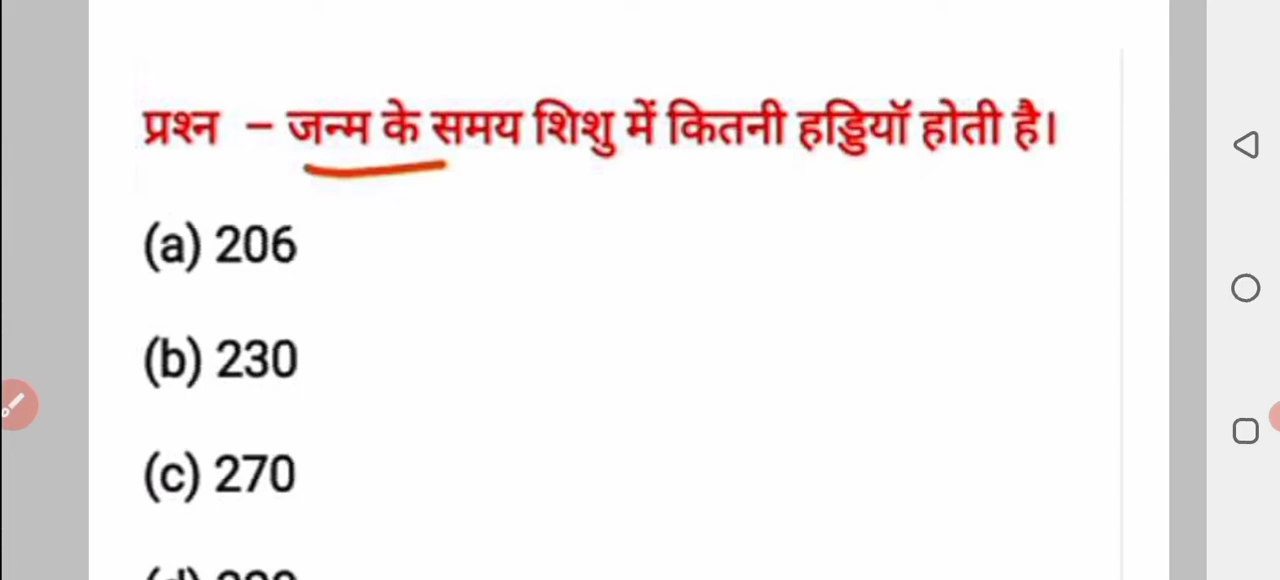 प्रश्न – जन्म के समय शिशु में कितनी हड्डियॉ होती है।
(a) 206
(b) 230
(c) 270